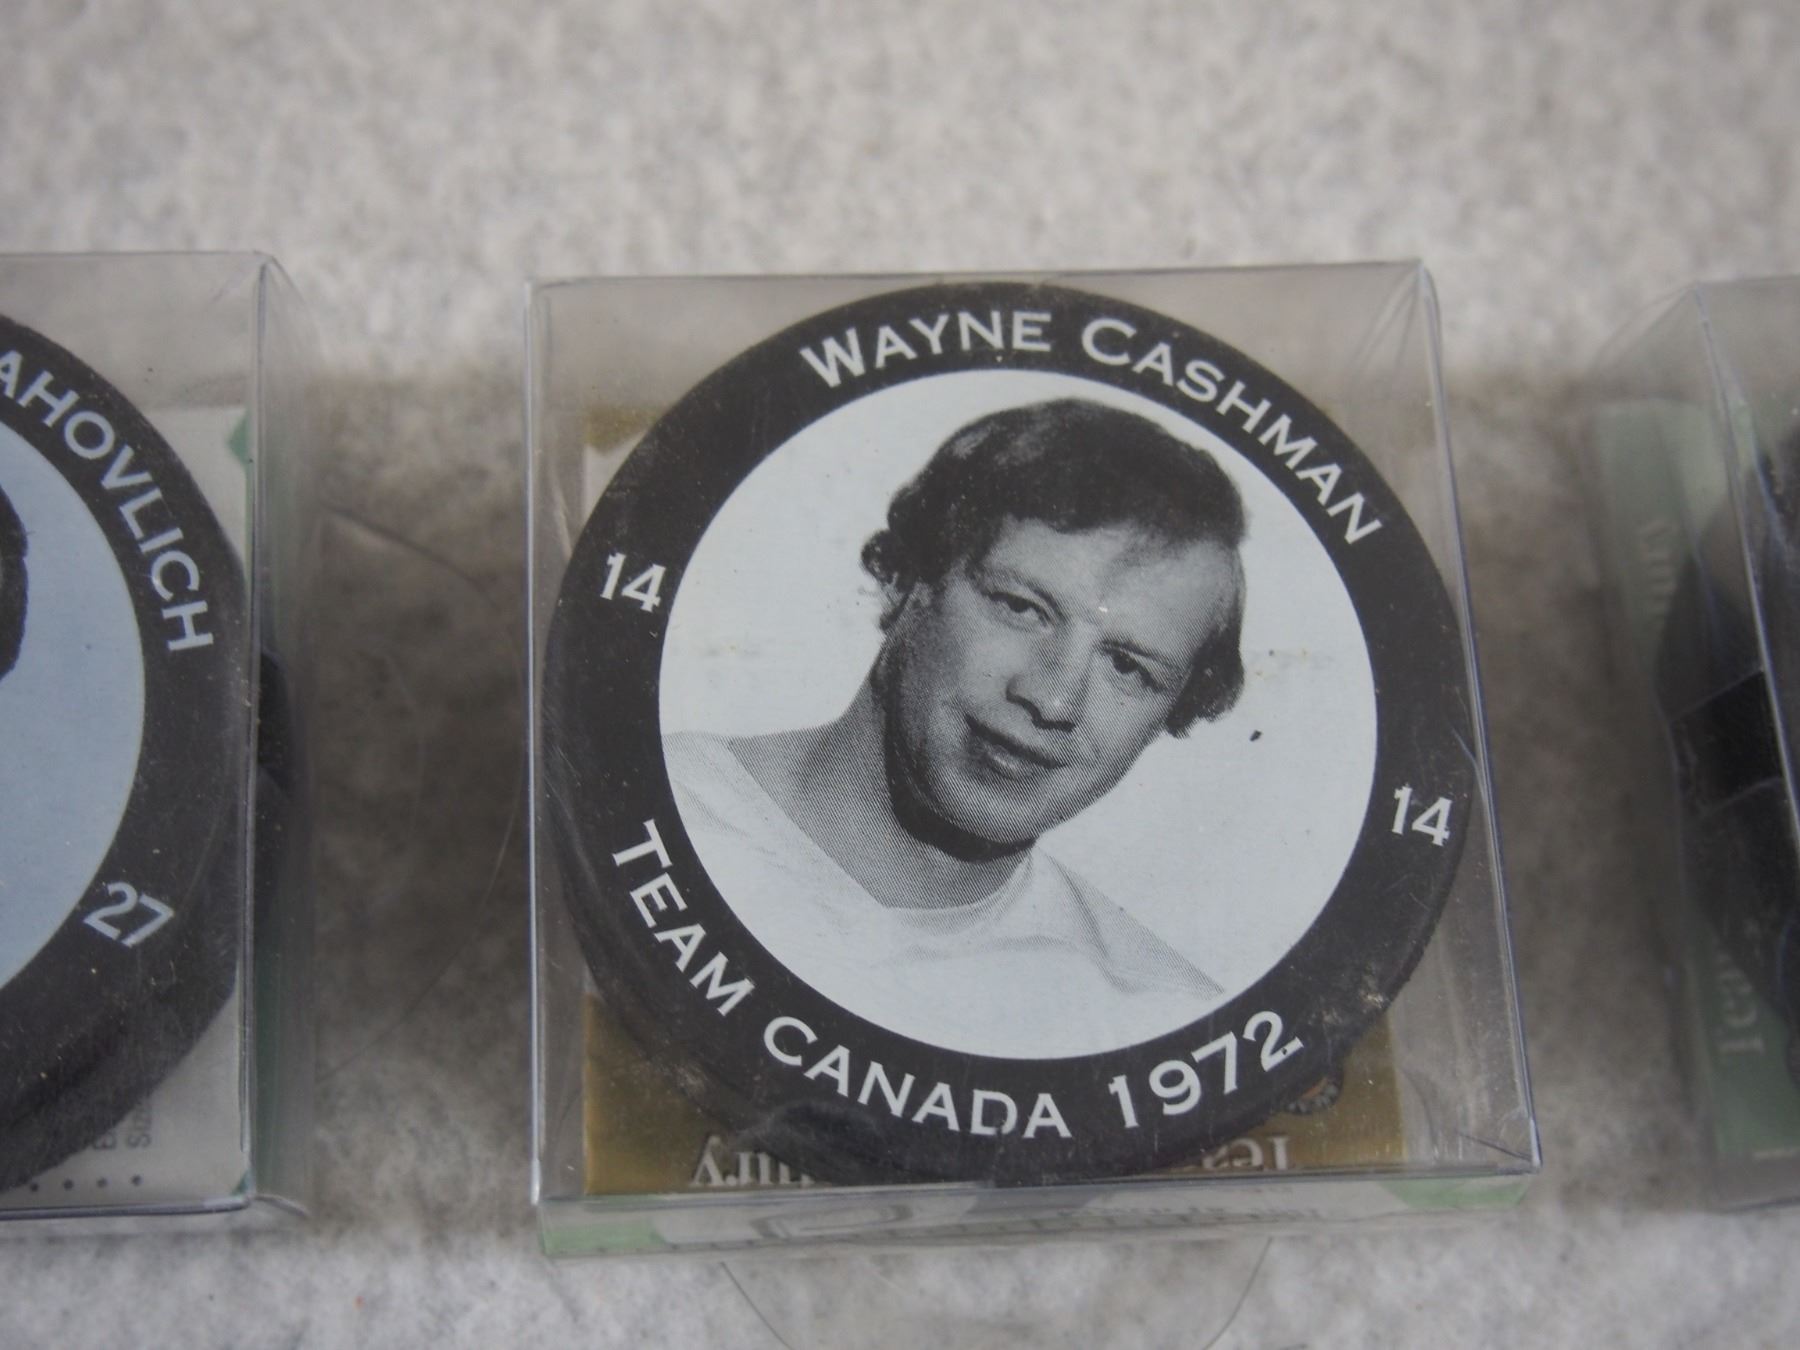 AHOVLICH
27
WAYNE CASHMAN
14
14
TEAM CANADA 1972